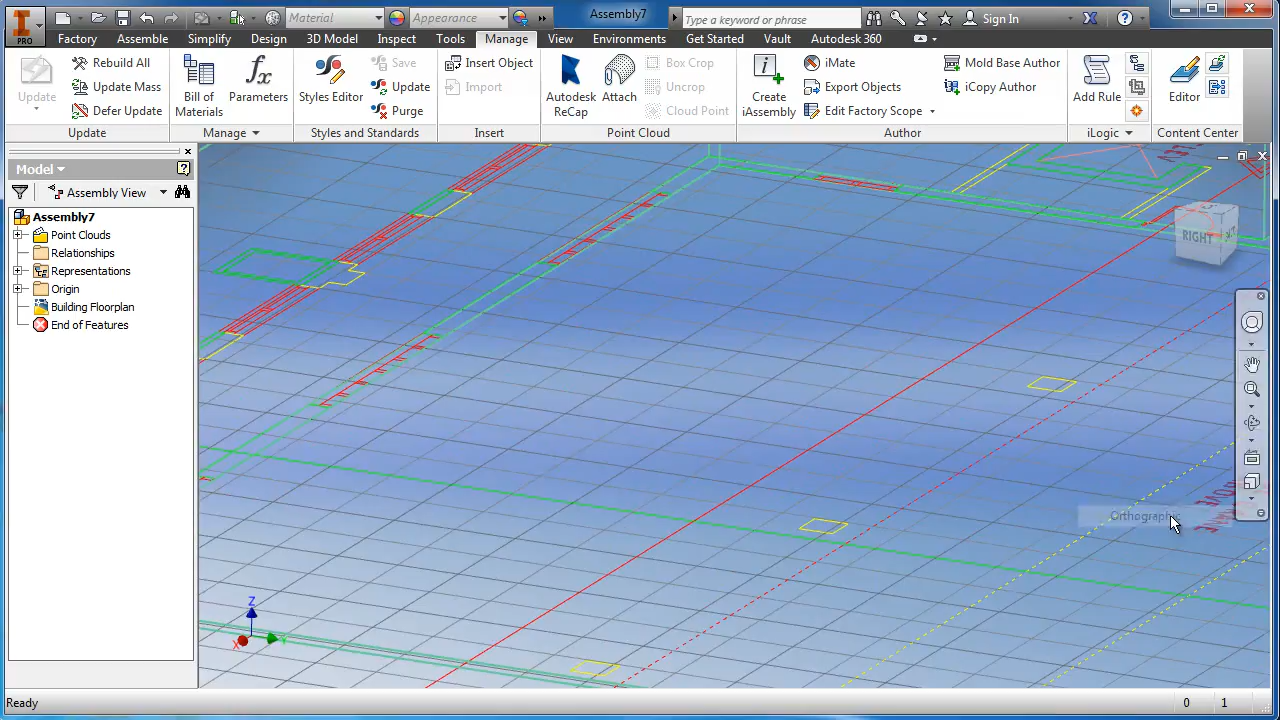 PRO
Material
Appearance
Assembly7
Type a keyword or phrase
Sign In
Factory
Assemble
Simplify
Design
3D Model
Inspect
Tools
Manage
View
Environments
Get Started
Vault
Autodesk 360
Update
Rebuild All
Update Mass
Defer Update
Update
Bill of Materials
fx
Parameters
Manage
Styles Editor
Save
Update
Purge
Styles and Standards
Insert Object
Import
Insert
Autodesk ReCap
Attach
Box Crop
Uncrop
Cloud Point
Point Cloud
Create iAssembly
iMate
Export Objects
Edit Factory Scope
Mold Base Author
iCopy Author
Author
Add Rule
iLogic
Editor
Content Center
Model
Assembly View
Assembly7
Point Clouds
Relationships
Representations
Origin
Building Floorplan
End of Features
RIGHT
Orthographic
Z
X
Y
Ready
0
1